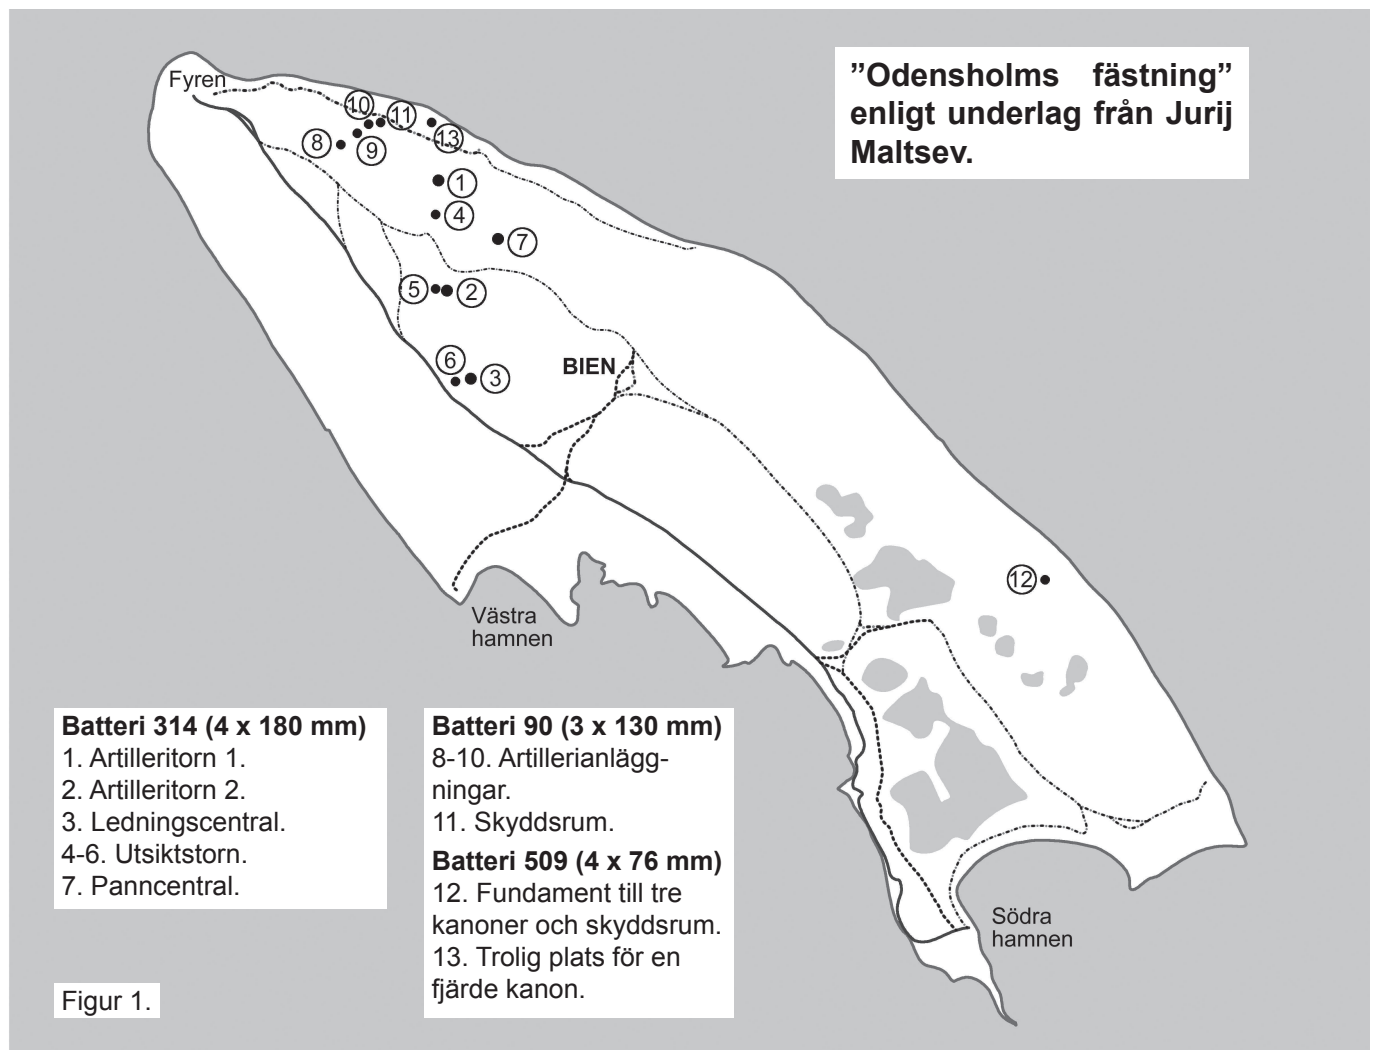 ”Odensholms fästning”
enligt underlag från Jurij
Maltsev.
Fyren
10
11
13
8
9
1
4
7
5
2
6
3
BIEN
12
Västra
hamnen
Batteri 314 (4 x 180 mm)
1. Artilleritorn 1.
2. Artilleritorn 2.
3. Ledningscentral.
4-6. Utsiktstorn.
7. Panncentral.
Batteri 90 (3 x 130 mm)
8-10. Artillerianlägg-
ningar.
11. Skyddsrum.
Batteri 509 (4 x 76 mm)
12. Fundament till tre
kanoner och skyddsrum.
13. Trolig plats för en
fjärde kanon.
Södra
hamnen
Figur 1.